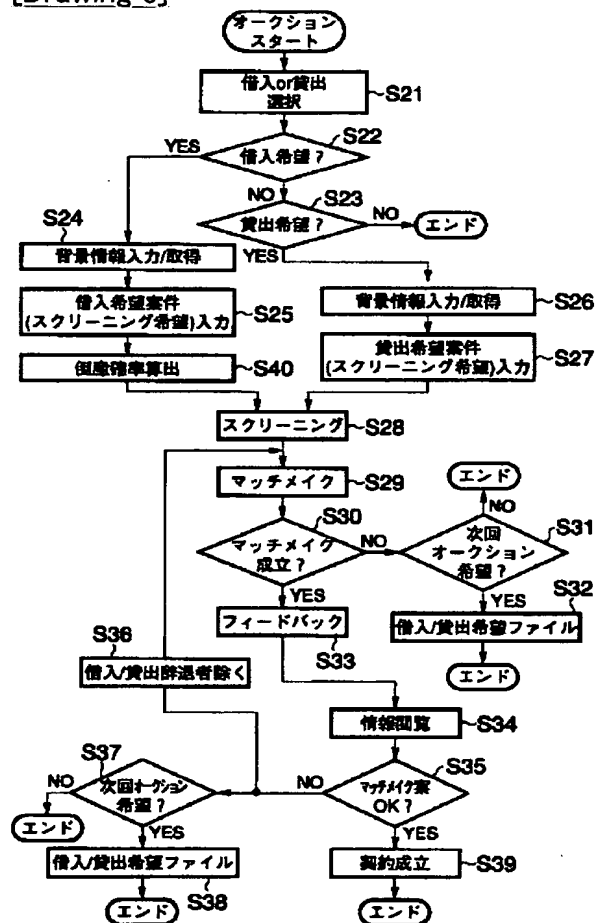 オークション
スタート
借入or貸出
選択
S21
S22
YES
借入希望?
NO
S23
貸出希望?
NO
エンド
YES
S24
背景情報入力/取得
借入希望案件
(スクリーニング希望)入力
S25
倒産確率算出
S40
背景情報入力/取得
S26
貸出希望案件
(スクリーニング希望)入力
S27
スクリーニング
S28
マッチメイク
S29
S30
マッチメイク
成立?
NO
YES
エンド
NO
S31
次回
オークション
希望?
YES
S32
借入/貸出希望ファイル
エンド
フィードバック
S33
S36
借入/貸出辞退者除く
情報閲覧
S34
S35
マッチメイク案
OK?
NO
YES
S37
次回オークション
希望?
NO
エンド
YES
借入/貸出希望ファイル
S38
エンド
契約成立
S39
エンド